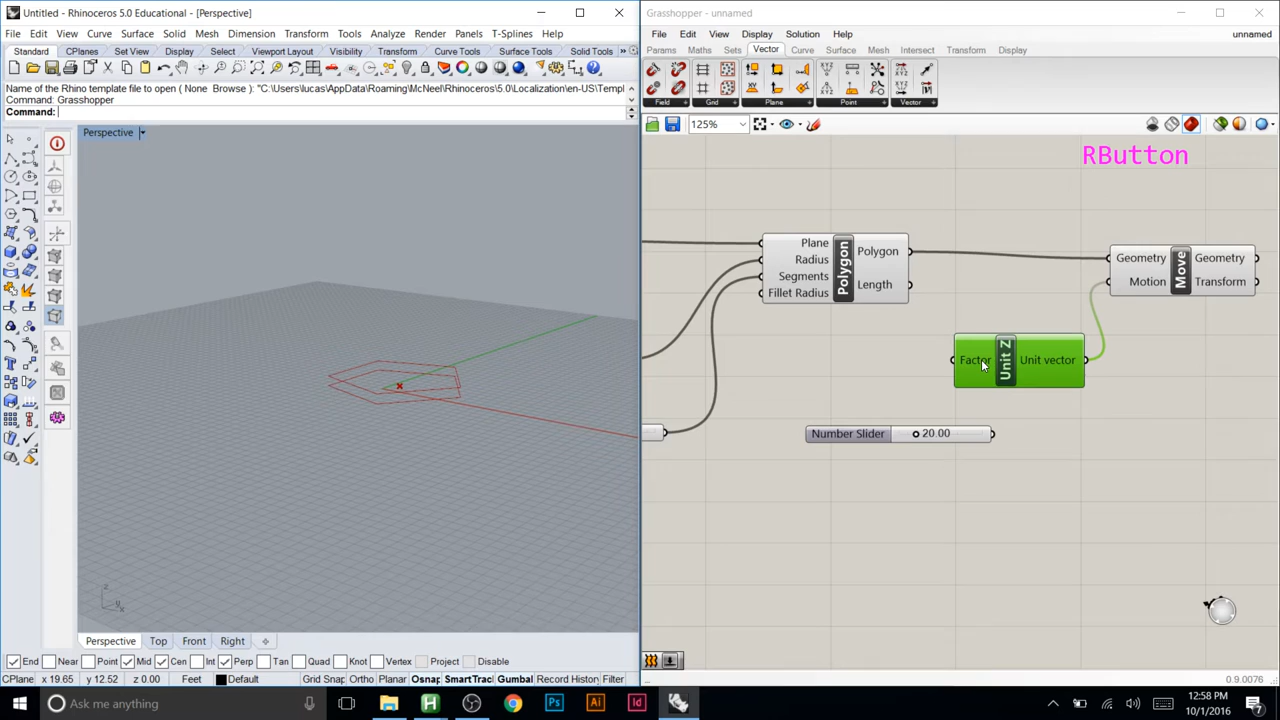 Untitled - Rhinoceros 5.0 Educational - [Perspective]
File Edit View Curve Surface Solid Mesh Dimension Transform Tools Analyze Render Panels T-Splines Help
Standard CPlanes Set View Display Select Viewport Layout Visibility Transform Curve Tools Surface Tools Solid Tools »
Name of the Rhino template file to open ( None Browse ): "C:\Users\lucas\AppData\Roaming\McNeel\Rhinoceros\5.0\Localization\en-US\Templ
Command: Grasshopper
Command:
Perspective
z
y
x
Perspective Top Front Right
End Near Point Mid Cen Int Perp Tan Quad Knot Vertex Project Disable
CPlane x 19.65 y 12.52 z 0.00 Feet Default Grid Snap Ortho Planar Osnap SmartTrac Gumbal Record History Filter
Grasshopper - unnamed
File Edit View Display Solution Help unnamed
Params Maths Sets Vector Curve Surface Mesh Intersect Transform Display
Field Grid Plane Point Vector
125%
RButton
Plane
Radius
Segments
Fillet Radius
Polygon
Polygon
Length
Geometry
Motion
Move
Geometry
Transform
Factor
Unit Z
Unit vector
Number Slider 20.00
0.9.0076
Ask me anything
12:58 PM
10/1/2016